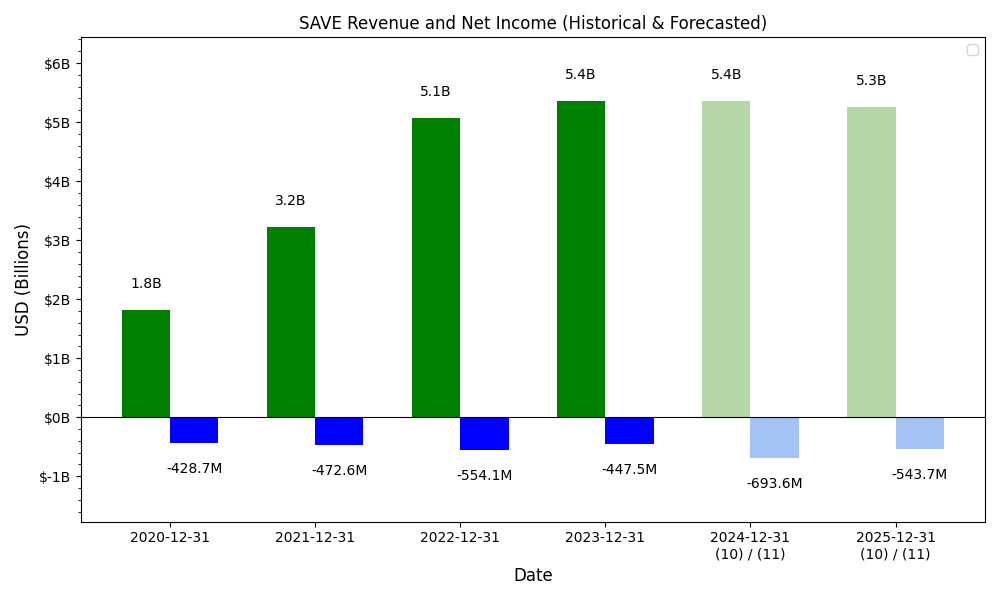 SAVE Revenue and Net Income (Historical & Forecasted)
USD (Billions)
$6B
$5B
$4B
$3B
$2B
$1B
$0B
$-1B
1.8B
3.2B
5.1B
5.4B
5.4B
5.3B
-428.7M
-472.6M
-554.1M
-447.5M
-693.6M
-543.7M
2020-12-31
2021-12-31
2022-12-31
2023-12-31
2024-12-31
(10) / (11)
2025-12-31
(10) / (11)
Date